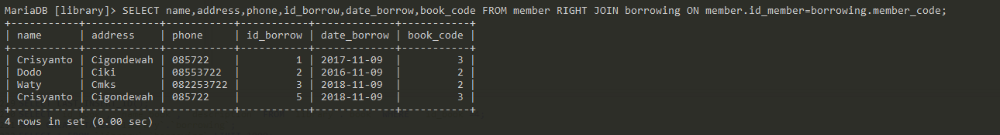 MariaDB [library]> SELECT name,address,phone,id_borrow,date_borrow,book_code FROM member RIGHT JOIN borrowing ON member.id_member=borrowing.member_code;
+-----------+------------+-----------+-----------+-------------+-----------+
| name      | address    | phone     | id_borrow | date_borrow | book_code |
+-----------+------------+-----------+-----------+-------------+-----------+
| Crisyanto | Cigondewah | 085722    |         1 | 2017-11-09  |         3 |
| Dodo      | Ciki       | 08553722  |         2 | 2016-11-09  |         2 |
| Waty      | Cmks       | 082253722 |         3 | 2018-11-09  |         2 |
| Crisyanto | Cigondewah | 085722    |         5 | 2018-11-09  |         3 |
+-----------+------------+-----------+-----------+-------------+-----------+
4 rows in set (0.00 sec)